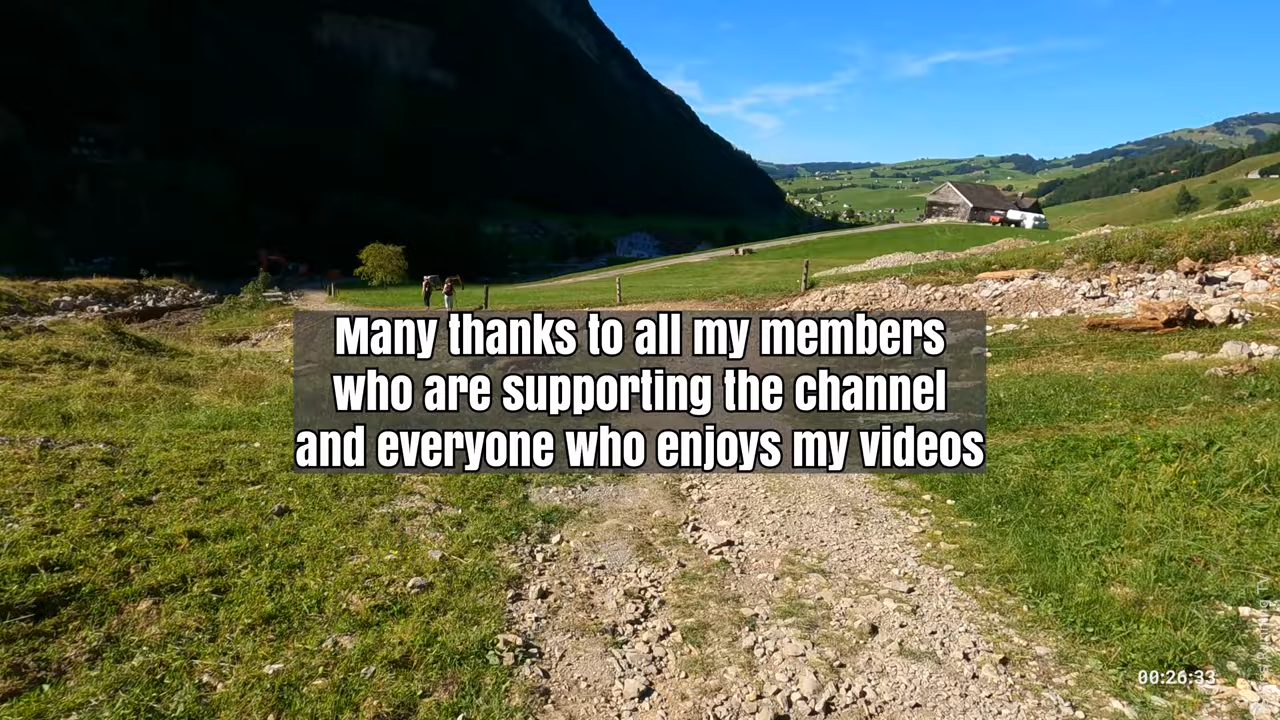 Many thanks to all my members
who are supporting the channel
and everyone who enjoys my videos
00:26:33